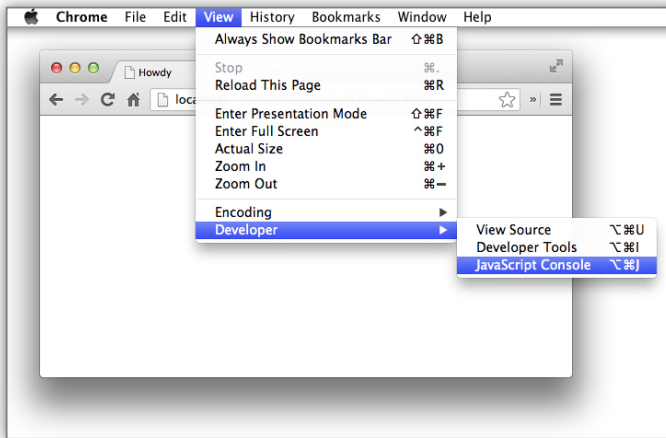 Chrome File Edit View History Bookmarks Window Help
Always Show Bookmarks Bar ⇧⌘B
Howdy
Stop ⌘.
Reload This Page ⌘R
loca
Enter Presentation Mode ⇧⌘F
Enter Full Screen ^⌘F
Actual Size ⌘0
Zoom In ⌘+
Zoom Out ⌘−
Encoding
Developer
View Source ⌥⌘U
Developer Tools ⌥⌘I
JavaScript Console ⌥⌘J